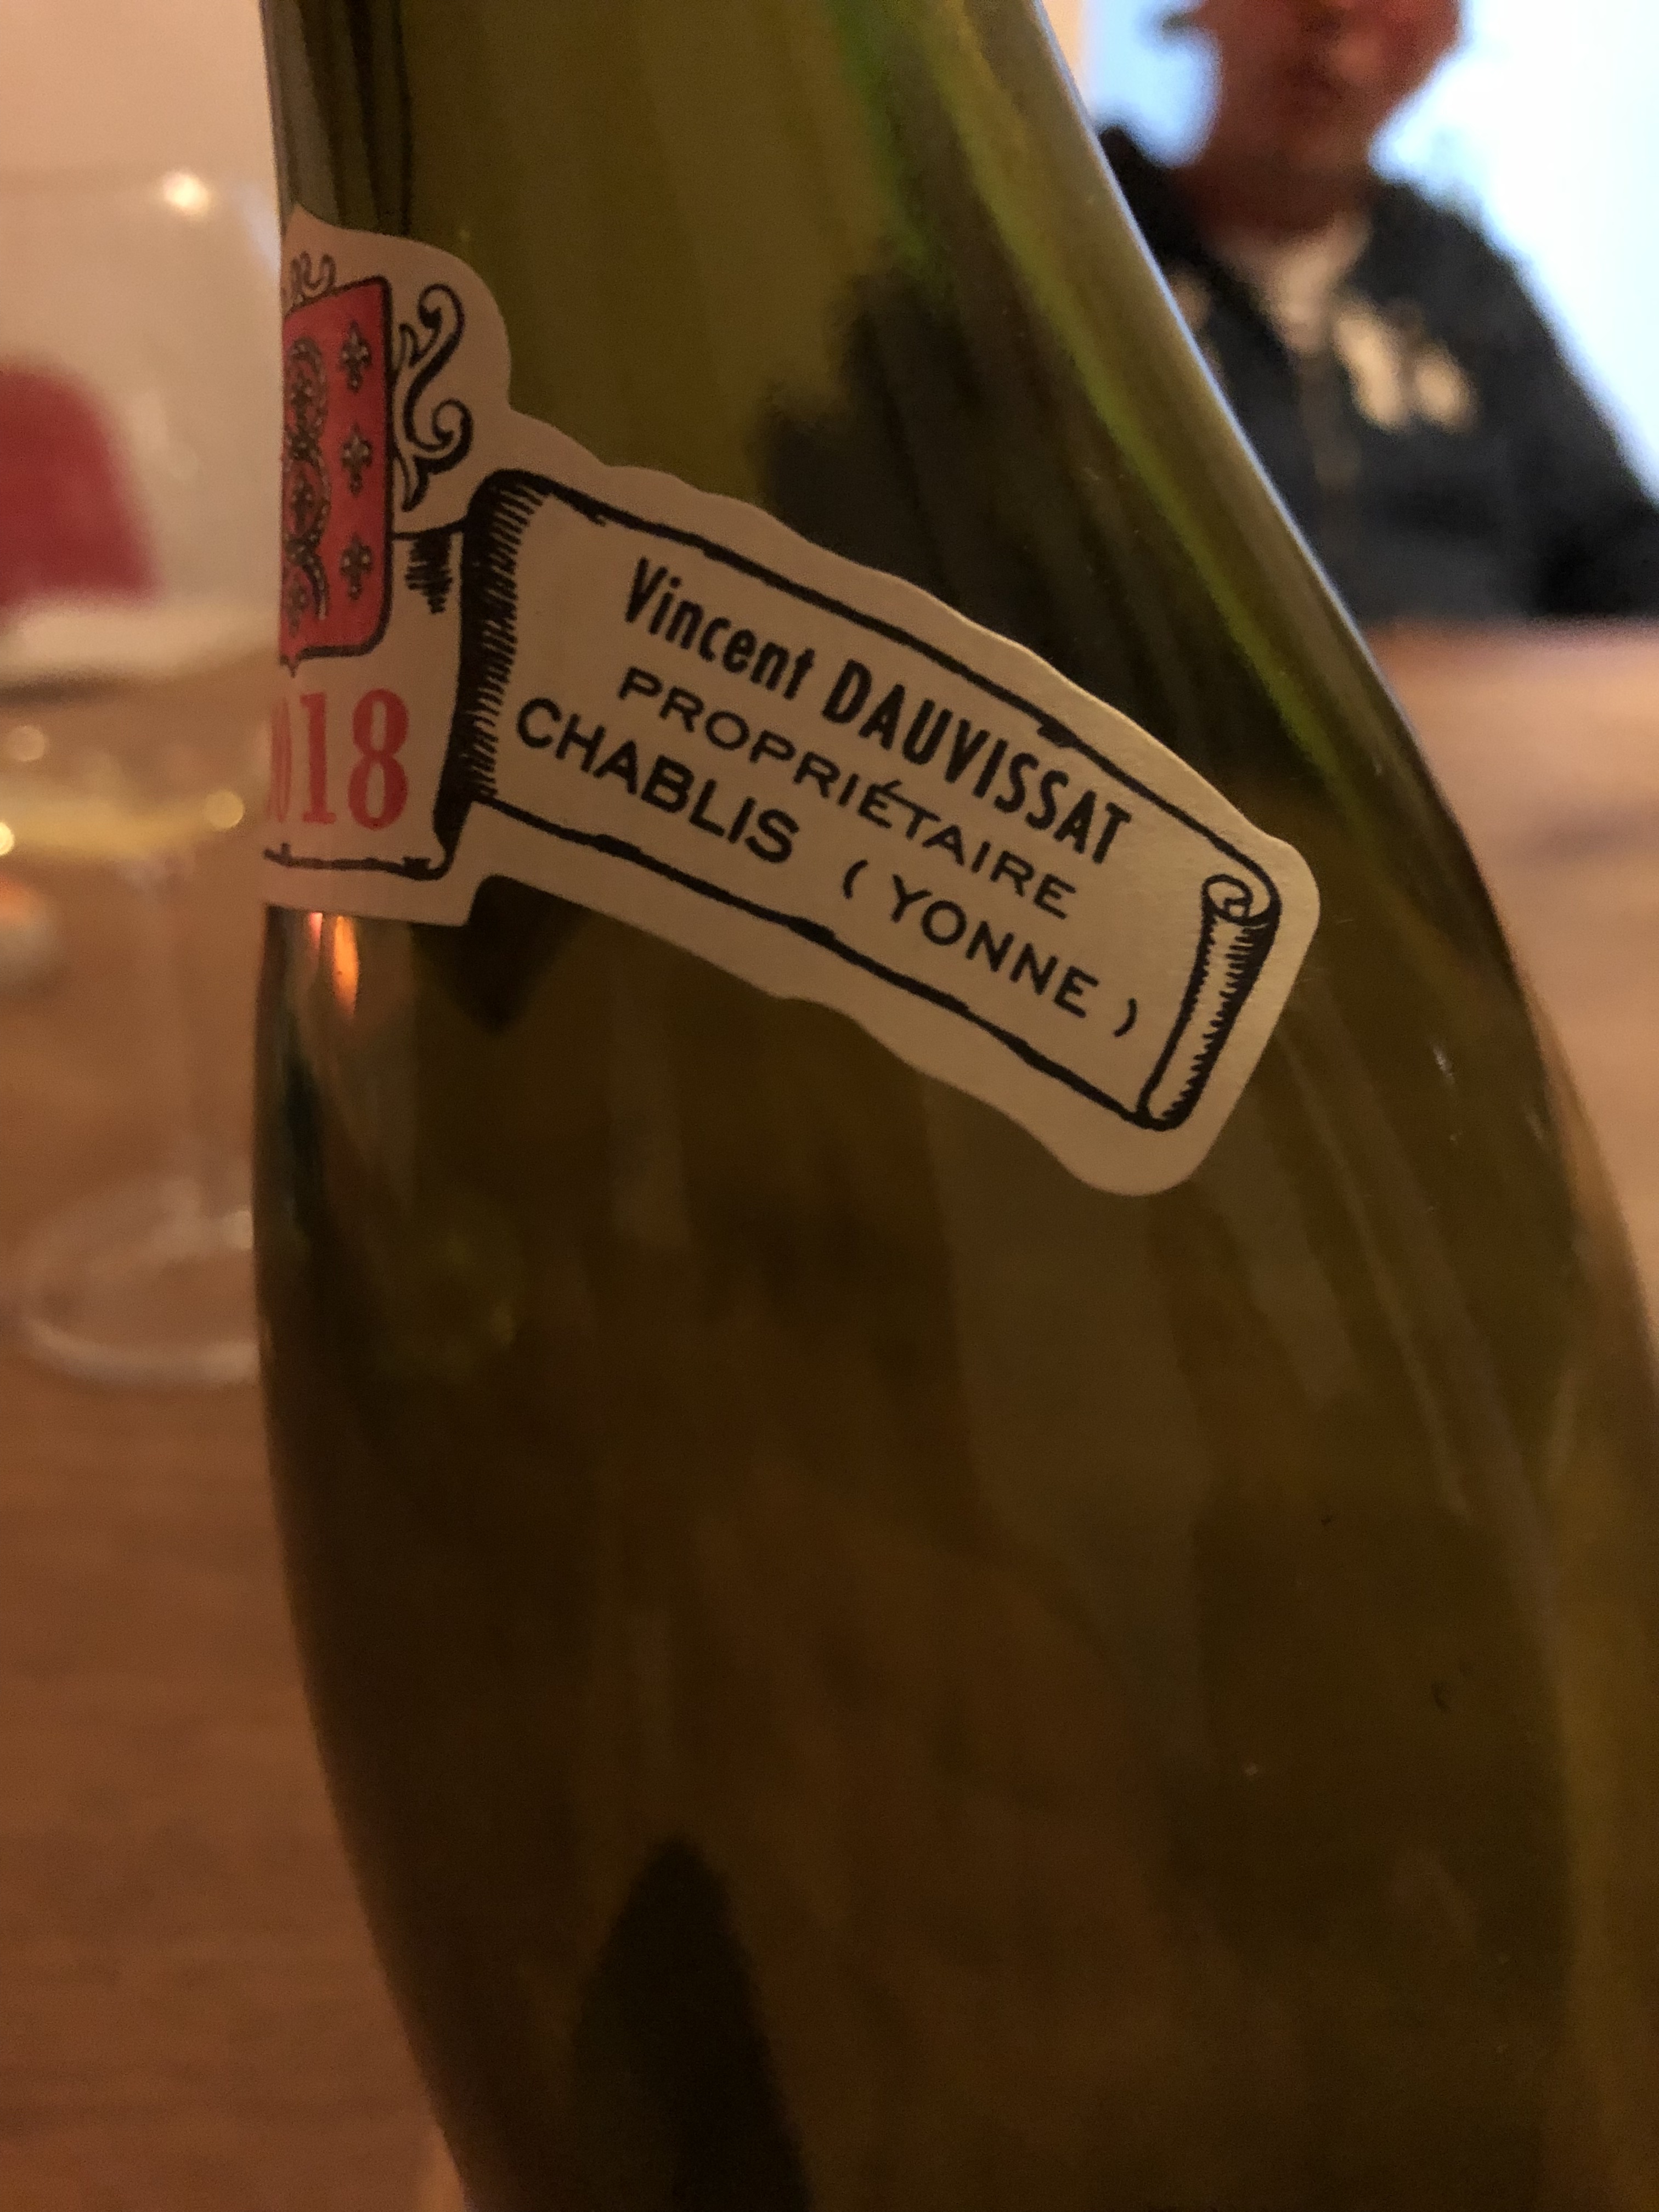 018
Vincent DAUVISSAT
PROPRIÉTAIRE
CHABLIS (YONNE)